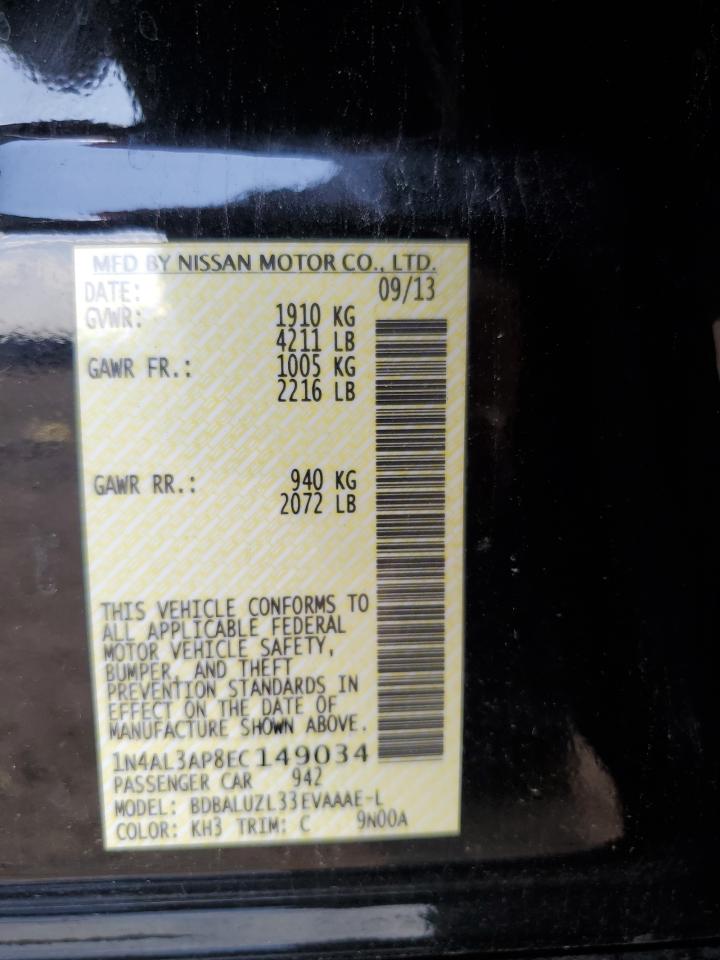 MFD BY NISSAN MOTOR CO., LTD.
DATE: 09/13
GVWR: 1910 KG
4211 LB
GAWR FR.: 1005 KG
2216 LB
GAWR RR.: 940 KG
2072 LB
THIS VEHICLE CONFORMS TO
ALL APPLICABLE FEDERAL
MOTOR VEHICLE SAFETY,
BUMPER, AND THEFT
PREVENTION STANDARDS IN
EFFECT ON THE DATE OF
MANUFACTURE SHOWN ABOVE.
1N4AL3AP8EC149034
PASSENGER CAR 942
MODEL: BDBALUZL33EVAAAE-L
COLOR: KH3 TRIM: C 9N00A